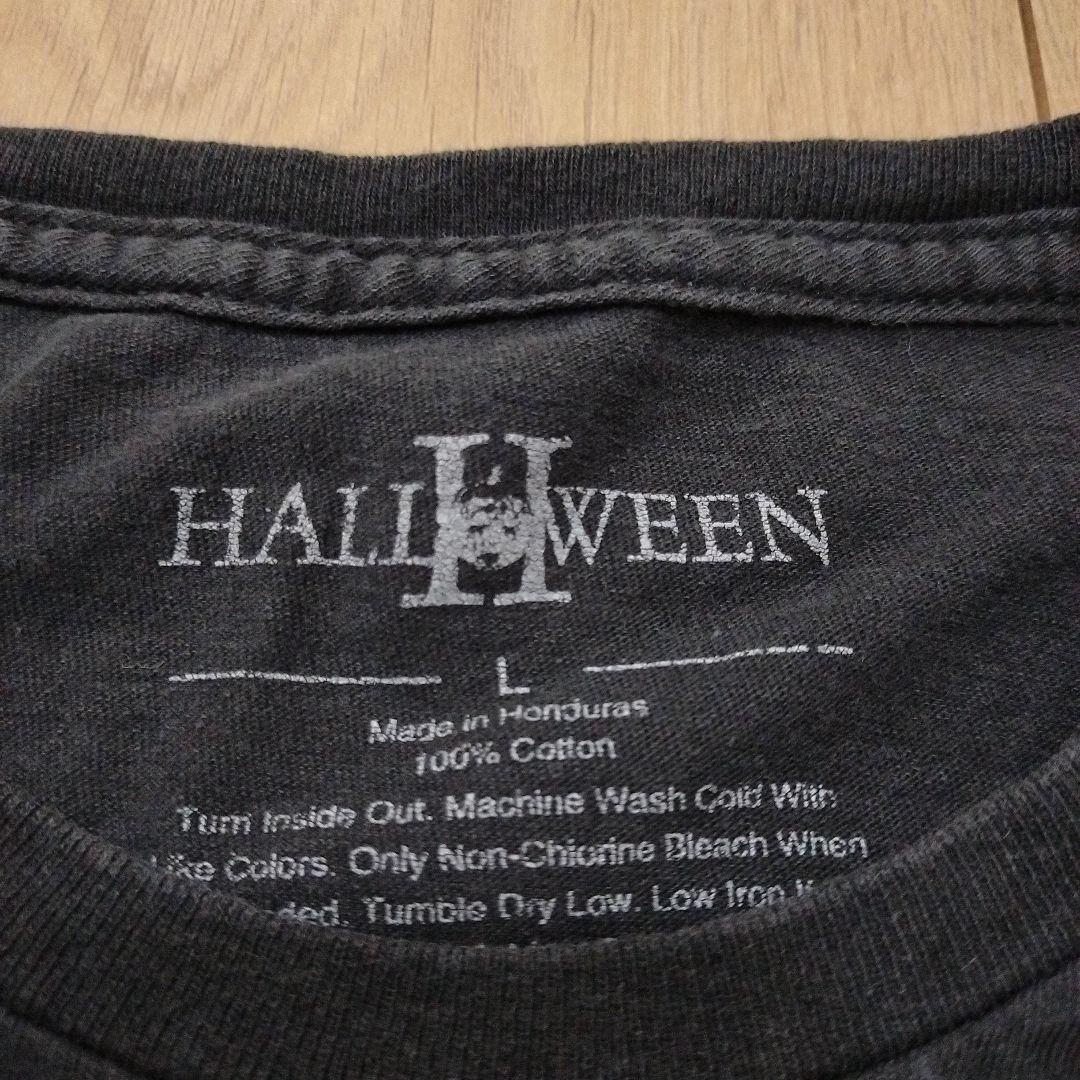 HALLOWEEN
H
L
Made in Honduras
100% Cotton
Turn Inside Out. Machine Wash Cold With
Colors. Only Non-Chlorine Bleach When
Tumble Dry Low. Low Iron